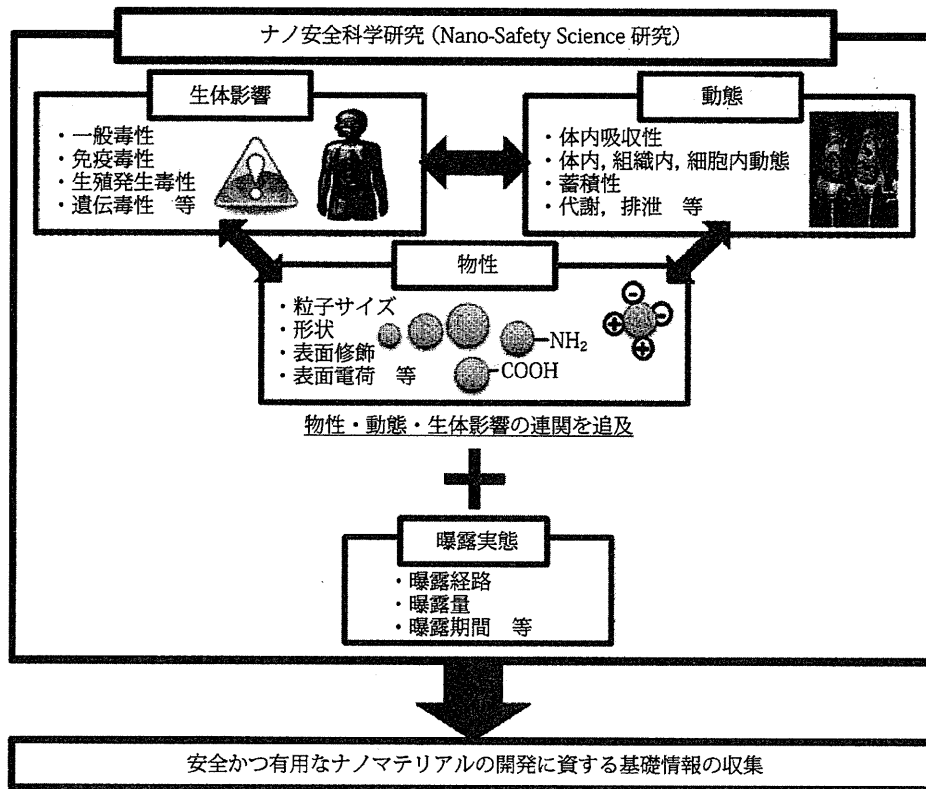 ナノ安全科学研究（Nano-Safety Science 研究）
生体影響
・一般毒性
・免疫毒性
・生殖発生毒性
・遺伝毒性　等
動態
・体内吸収性
・体内，組織内，細胞内動態
・蓄積性
・代謝，排泄　等
物性
・粒子サイズ
・形状
・表面修飾
・表面電荷　等
NH₂
COOH
-
-
+
+
物性・動態・生体影響の連関を追及
+
曝露実態
・曝露経路
・曝露量
・曝露期間　等
安全かつ有用なナノマテリアルの開発に資する基礎情報の収集